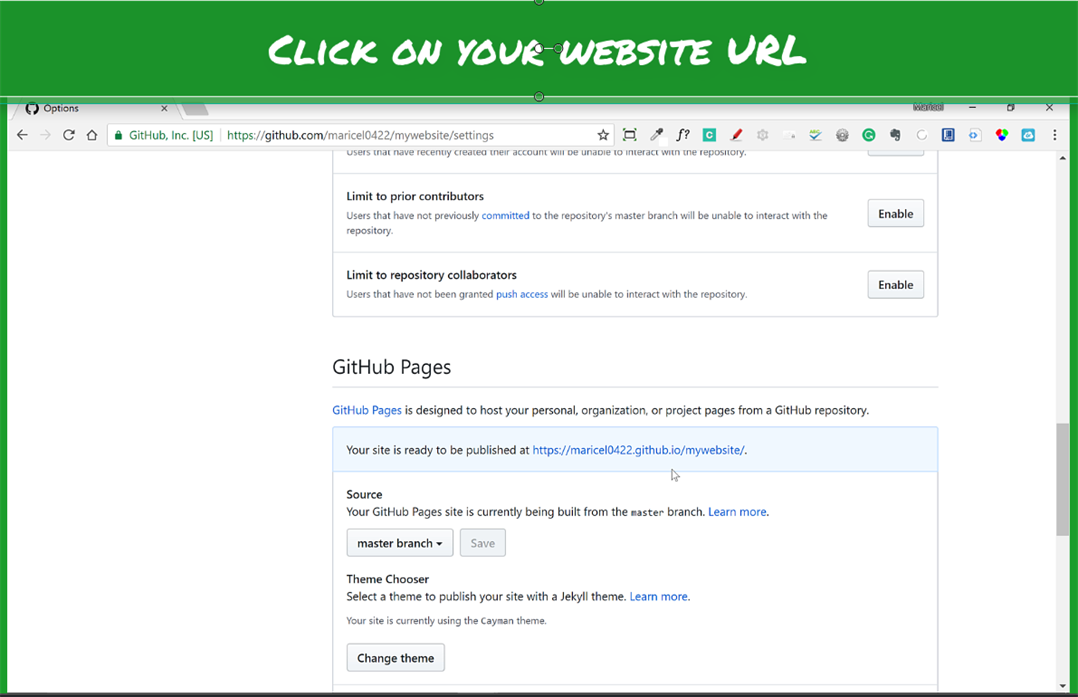 CLICK ON YOUR WEBSITE URL
Options
Maricel
GitHub, Inc. [US]
https://github.com/maricel0422/mywebsite/settings
Users that have recently created their account will be unable to interact with the repository.
Limit to prior contributors
Users that have not previously committed to the repository's master branch will be unable to interact with the
repository.
Enable
Limit to repository collaborators
Users that have not been granted push access will be unable to interact with the repository.
Enable
GitHub Pages
GitHub Pages is designed to host your personal, organization, or project pages from a GitHub repository.
Your site is ready to be published at https://maricel0422.github.io/mywebsite/.
Source
Your GitHub Pages site is currently being built from the master branch. Learn more.
master branch
Save
Theme Chooser
Select a theme to publish your site with a Jekyll theme. Learn more.
Your site is currently using the Cayman theme.
Change theme